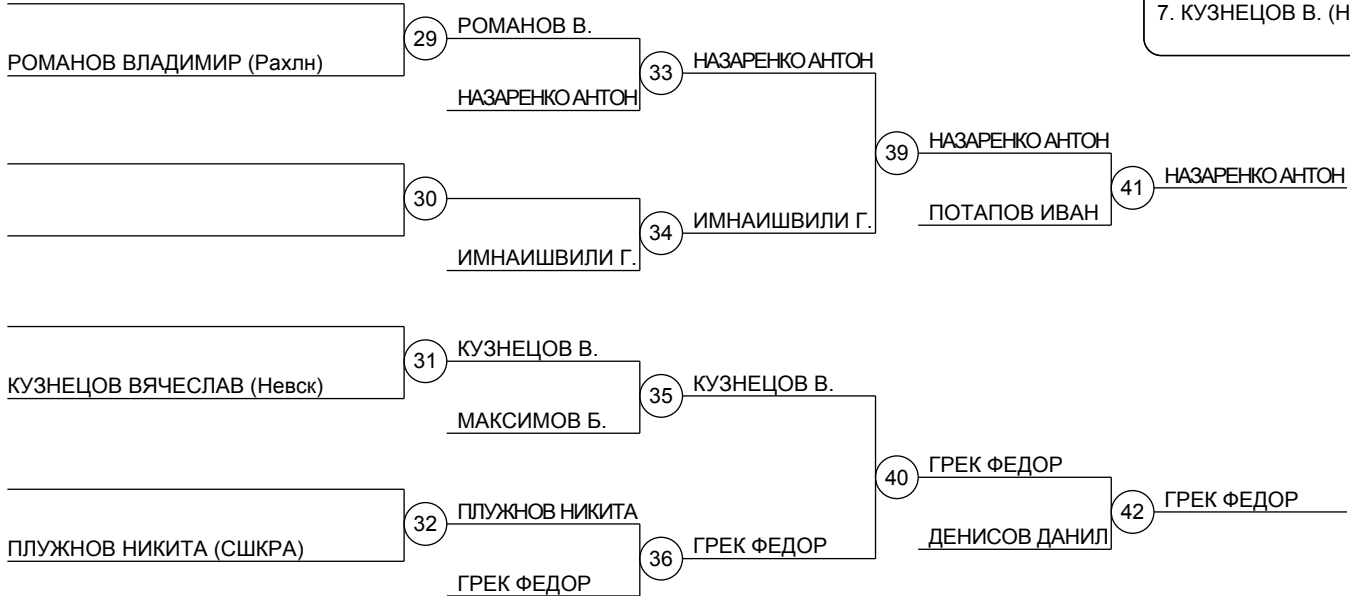 7. КУЗНЕЦОВ В. (Н
29
РОМАНОВ В.
РОМАНОВ ВЛАДИМИР (Рахлн)
33
НАЗАРЕНКО АНТОН
НАЗАРЕНКО АНТОН
39
НАЗАРЕНКО АНТОН
41
НАЗАРЕНКО АНТОН
30
34
ИМНАИШВИЛИ Г.
ПОТАПОВ ИВАН
ИМНАИШВИЛИ Г.
31
КУЗНЕЦОВ В.
КУЗНЕЦОВ ВЯЧЕСЛАВ (Невск)
35
КУЗНЕЦОВ В.
МАКСИМОВ Б.
40
ГРЕК ФЕДОР
32
ПЛУЖНОВ НИКИТА
42
ГРЕК ФЕДОР
ПЛУЖНОВ НИКИТА (СШКРА)
36
ГРЕК ФЕДОР
ДЕНИСОВ ДАНИЛ
ГРЕК ФЕДОР